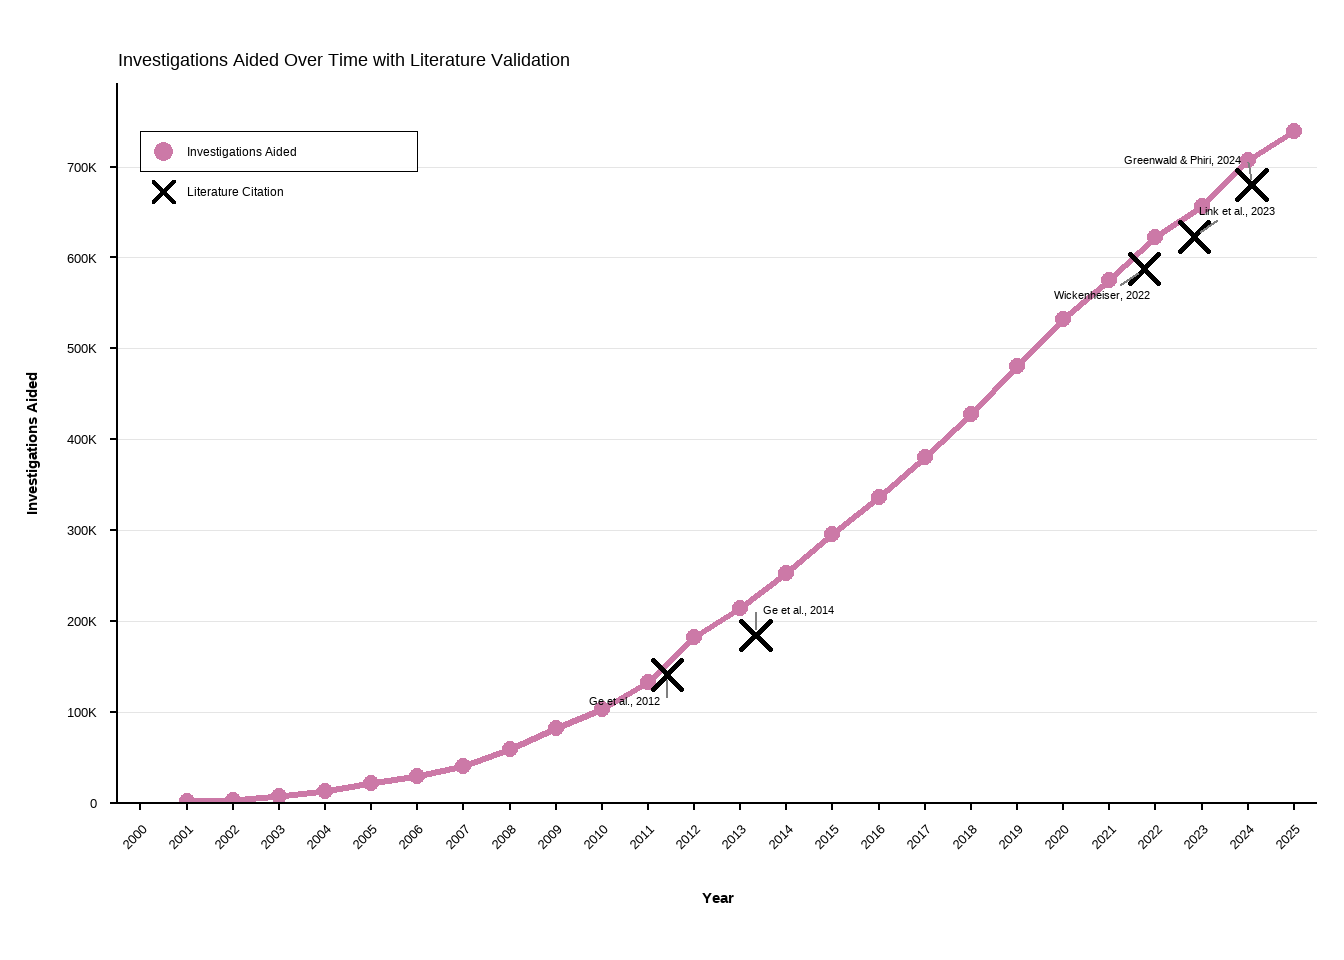 Investigations Aided Over Time with Literature Validation
Investigations Aided
Literature Citation
Greenwald & Phiri, 2024
Link et al., 2023
Wickenheiser, 2022
Ge et al., 2014
Ge et al., 2012
Investigations Aided
700K
600K
500K
400K
300K
200K
100K
0
2000
2001
2002
2003
2004
2005
2006
2007
2008
2009
2010
2011
2012
2013
2014
2015
2016
2017
2018
2019
2020
2021
2022
2023
2024
2025
Year